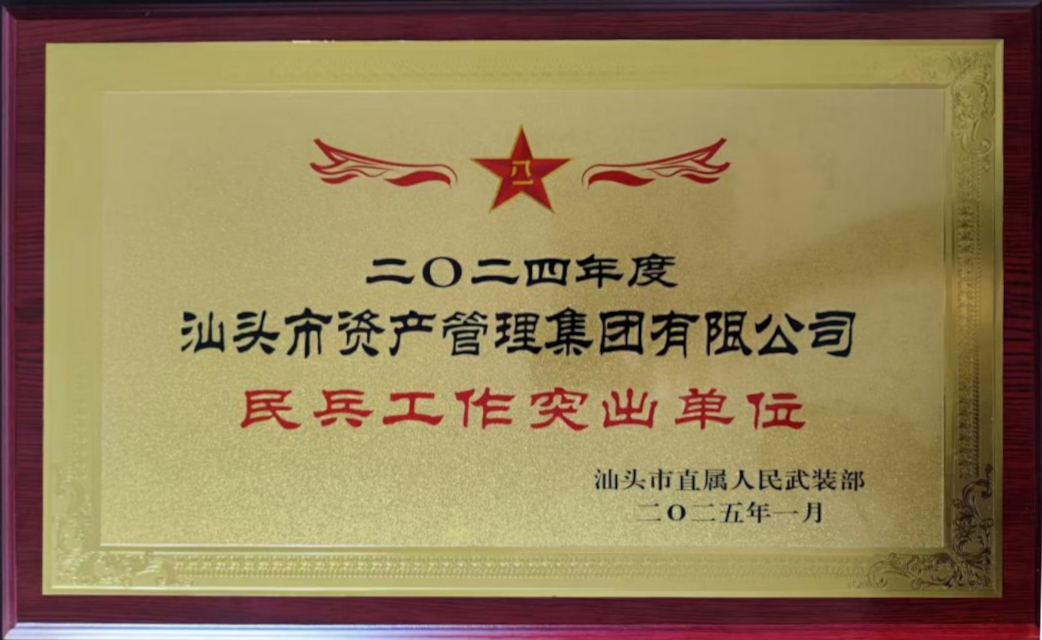 八一
二〇二四年度
汕头市资产管理集团有限公司
民兵工作突出单位
汕头市直属人民武装部
二〇二五年一月